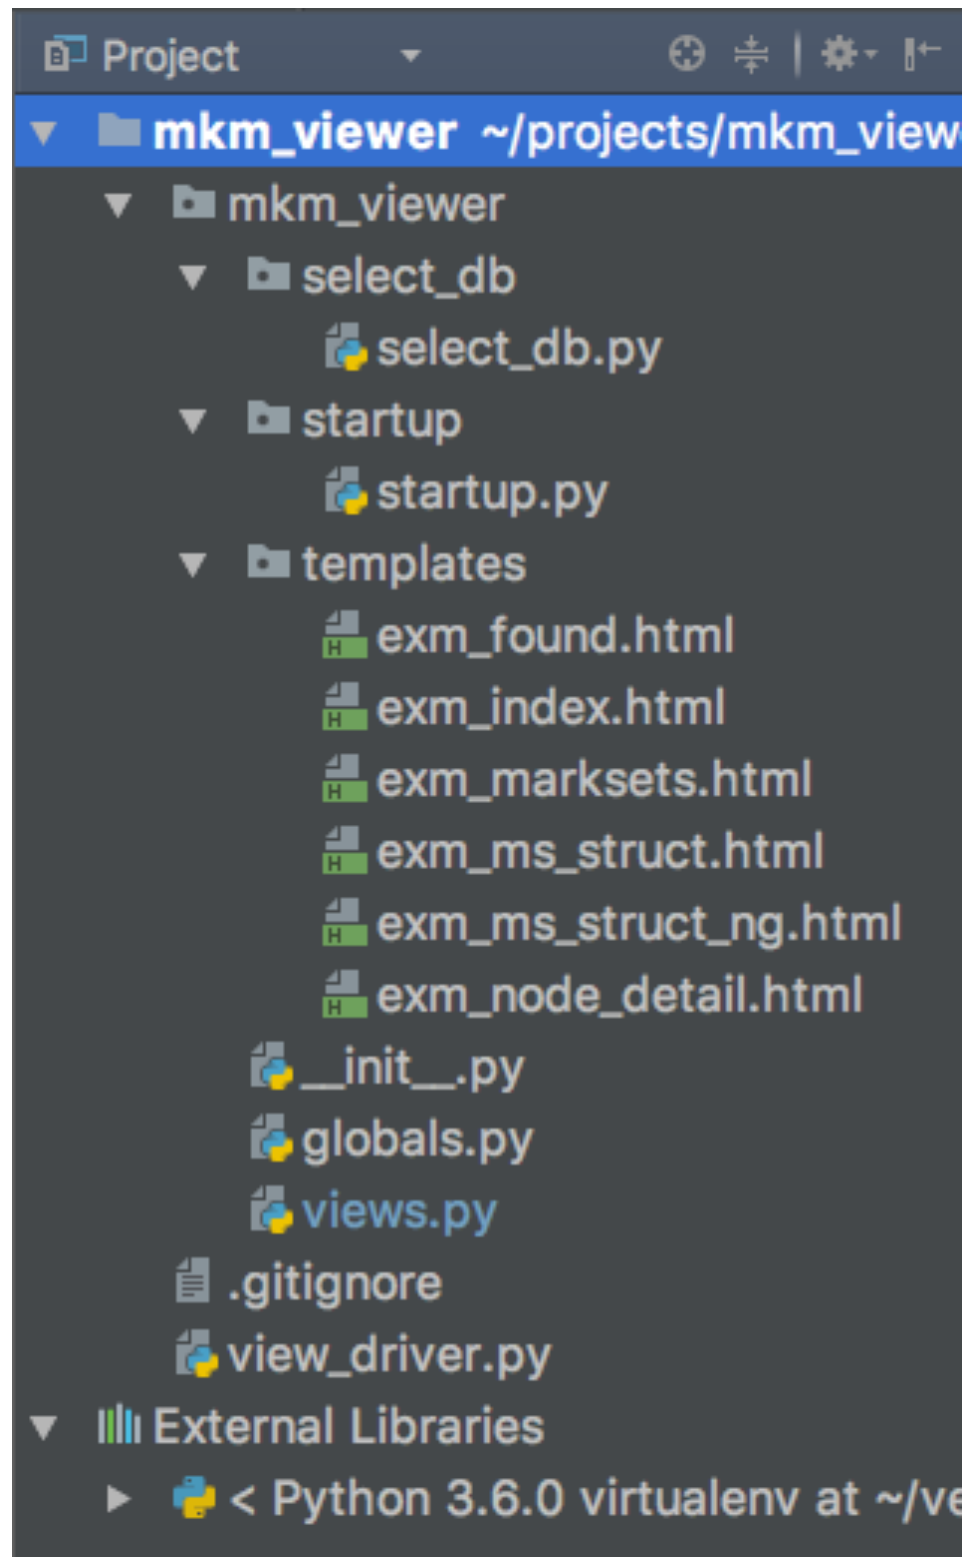 Project
mkm_viewer ~/projects/mkm_view
mkm_viewer
select_db
select_db.py
startup
startup.py
templates
exm_found.html
exm_index.html
exm_marksets.html
exm_ms_struct.html
exm_ms_struct_ng.html
exm_node_detail.html
__init__.py
globals.py
views.py
.gitignore
view_driver.py
External Libraries
< Python 3.6.0 virtualenv at ~/ve